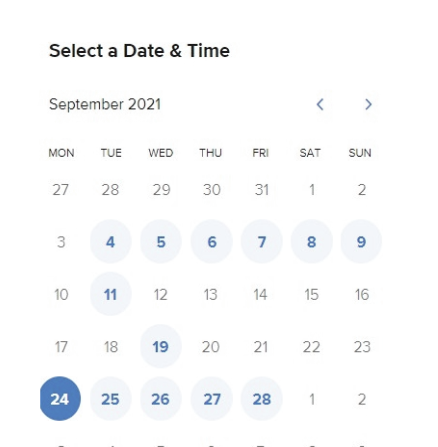 Select a Date & Time
September 2021
MON TUE WED THU FRI SAT SUN
27 28 29 30 31 1 2
3 4 5 6 7 8 9
10 11 12 13 14 15 16
17 18 19 20 21 22 23
24 25 26 27 28 1 2